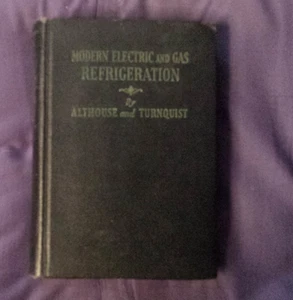 MODERN ELECTRIC AND GAS
REFRIGERATION
By
ALTHOUSE and TURNQUIST